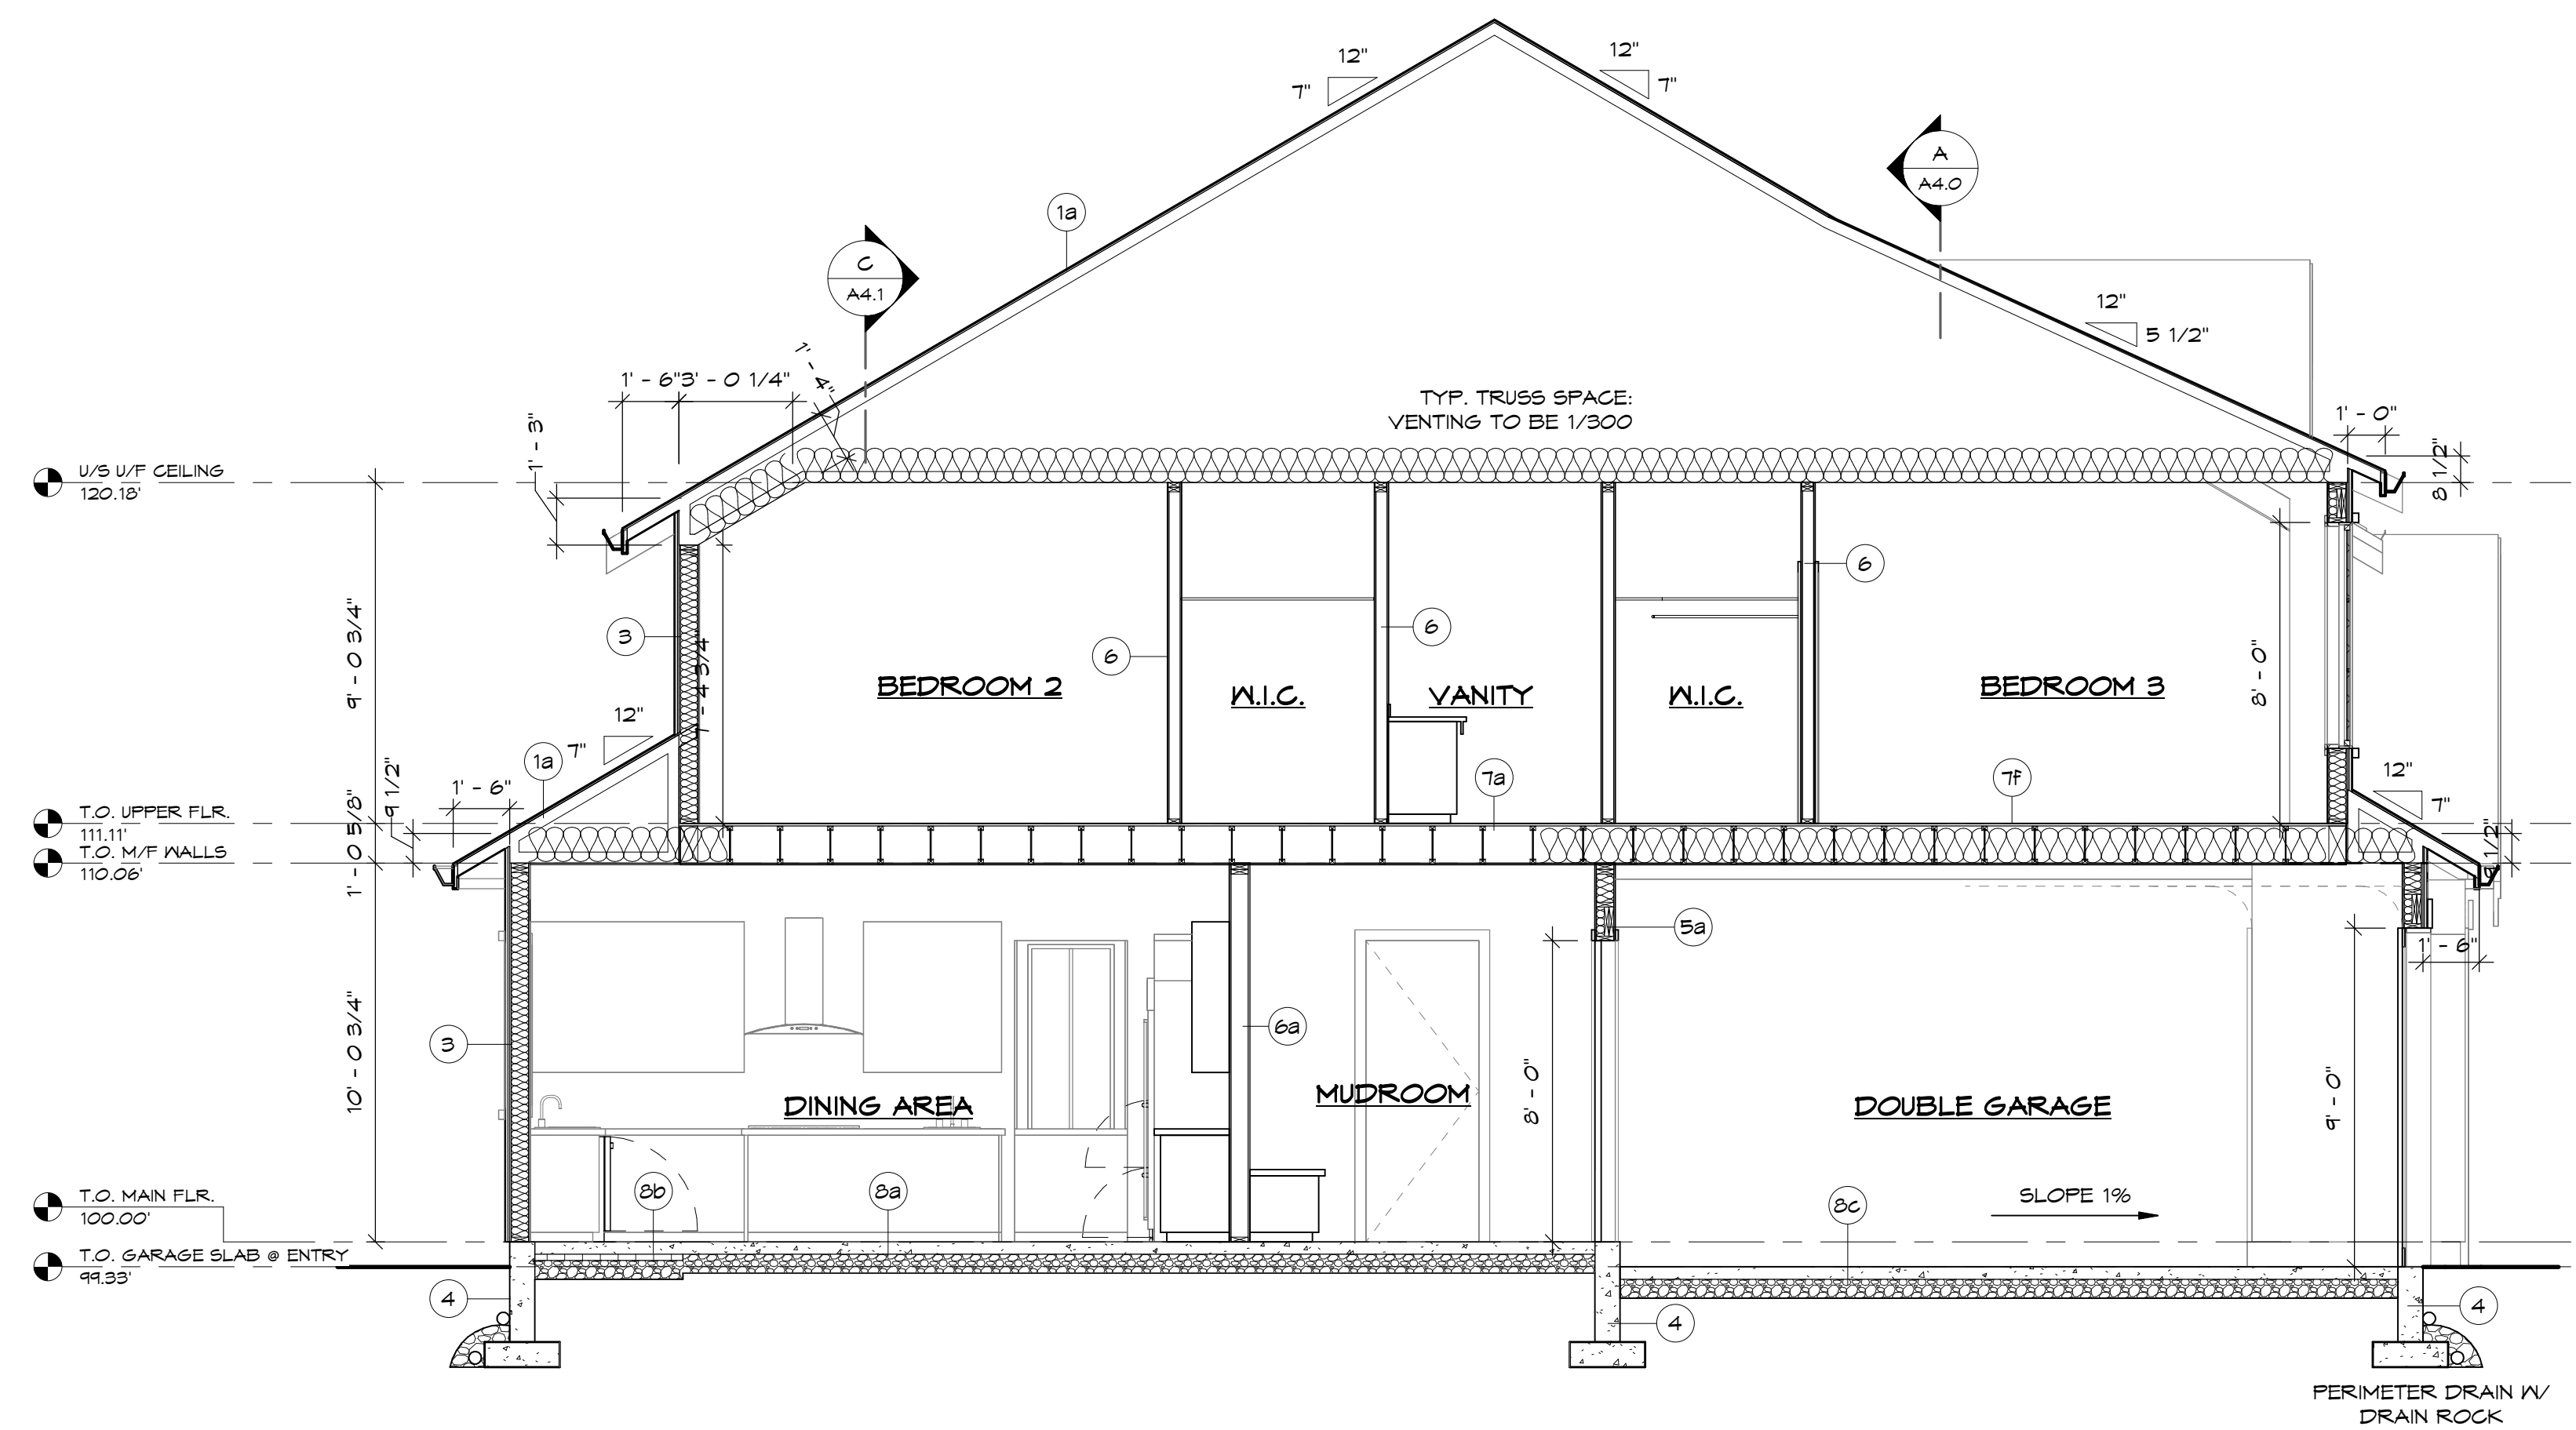 12"
7"
12"
7"
A
A4.0
1a
C
A4.1
12"
5 1/2"
1' - 4"
1' - 6"
3' - 0 1/4"
TYP. TRUSS SPACE:
VENTING TO BE 1/300
1' - 0"
1' - 3"
8 1/2"
U/S U/F CEILING
120.18'
6
3
9' - 0 3/4"
6
6
8' - 0"
BEDROOM 2
W.I.C.
VANITY
W.I.C.
BEDROOM 3
12"
7"
1a
9 1/2"
1' - 6"
7a
7f
12"
7"
T.O. UPPER FLR.
111.11'
1' - 0 5/8"
T.O. M/F WALLS
110.06'
5a
1' - 6"
10' - 0 3/4"
3
6a
8' - 0"
9' - 0"
DINING AREA
MUDROOM
DOUBLE GARAGE
8b
8a
8c
SLOPE 1%
T.O. MAIN FLR.
100.00'
T.O. GARAGE SLAB @ ENTRY
99.33'
4
4
4
PERIMETER DRAIN W/
DRAIN ROCK